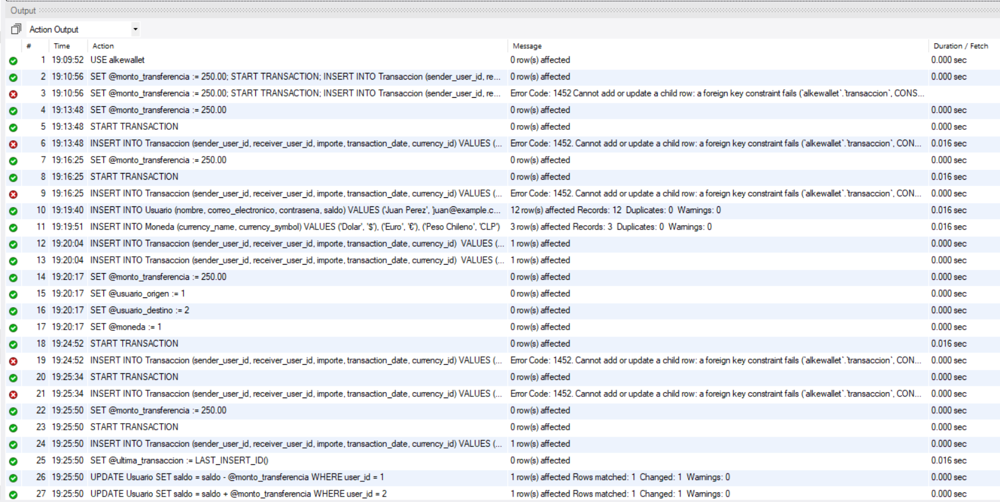 Output
Action Output
# Time Action Message Duration / Fetch
1 19:09:52 USE alkewallet 0 row(s) affected 0.000 sec
2 19:10:56 SET @monto_transferencia := 250.00; START TRANSACTION; INSERT INTO Transaccion (sender_user_id, re... 0 row(s) affected 0.000 sec
3 19:10:56 SET @monto_transferencia := 250.00; START TRANSACTION; INSERT INTO Transaccion (sender_user_id, re... Error Code: 1452 Cannot add or update a child row: a foreign key constraint fails (`alkewallet`.`transaccion`, CONS...
4 19:13:48 SET @monto_transferencia := 250.00 0 row(s) affected 0.000 sec
5 19:13:48 START TRANSACTION 0 row(s) affected 0.000 sec
6 19:13:48 INSERT INTO Transaccion (sender_user_id, receiver_user_id, importe, transaction_date, currency_id) VALUES (... Error Code: 1452. Cannot add or update a child row: a foreign key constraint fails (`alkewallet`.`transaccion`, CON... 0.016 sec
7 19:16:25 SET @monto_transferencia := 250.00 0 row(s) affected 0.000 sec
8 19:16:25 START TRANSACTION 0 row(s) affected 0.016 sec
9 19:16:25 INSERT INTO Transaccion (sender_user_id, receiver_user_id, importe, transaction_date, currency_id) VALUES (... Error Code: 1452. Cannot add or update a child row: a foreign key constraint fails (`alkewallet`.`transaccion`, CON... 0.000 sec
10 19:19:40 INSERT INTO Usuario (nombre, correo_electronico, contrasena, saldo) VALUES ('Juan Perez', 'juan@example.c... 12 row(s) affected Records: 12 Duplicates: 0 Warnings: 0 0.016 sec
11 19:19:51 INSERT INTO Moneda (currency_name, currency_symbol) VALUES ('Dolar', '$'), ('Euro', '€'), ('Peso Chileno', 'CLP') 3 row(s) affected Records: 3 Duplicates: 0 Warnings: 0 0.016 sec
12 19:20:04 INSERT INTO Transaccion (sender_user_id, receiver_user_id, importe, transaction_date, currency_id) VALUES (... 1 row(s) affected 0.000 sec
13 19:20:04 INSERT INTO Transaccion (sender_user_id, receiver_user_id, importe, transaction_date, currency_id) VALUES (... 1 row(s) affected 0.000 sec
14 19:20:17 SET @monto_transferencia := 250.00 0 row(s) affected 0.000 sec
15 19:20:17 SET @usuario_origen := 1 0 row(s) affected 0.000 sec
16 19:20:17 SET @usuario_destino := 2 0 row(s) affected 0.000 sec
17 19:20:17 SET @moneda := 1 0 row(s) affected 0.000 sec
18 19:24:52 START TRANSACTION 0 row(s) affected 0.016 sec
19 19:24:52 INSERT INTO Transaccion (sender_user_id, receiver_user_id, importe, transaction_date, currency_id) VALUES (... Error Code: 1452. Cannot add or update a child row: a foreign key constraint fails (`alkewallet`.`transaccion`, CON... 0.000 sec
20 19:25:34 START TRANSACTION 0 row(s) affected 0.000 sec
21 19:25:34 INSERT INTO Transaccion (sender_user_id, receiver_user_id, importe, transaction_date, currency_id) VALUES (... Error Code: 1452. Cannot add or update a child row: a foreign key constraint fails (`alkewallet`.`transaccion`, CON... 0.000 sec
22 19:25:50 SET @monto_transferencia := 250.00 0 row(s) affected 0.000 sec
23 19:25:50 START TRANSACTION 0 row(s) affected 0.000 sec
24 19:25:50 INSERT INTO Transaccion (sender_user_id, receiver_user_id, importe, transaction_date, currency_id) VALUES (... 1 row(s) affected 0.000 sec
25 19:25:50 SET @ultima_transaccion := LAST_INSERT_ID() 0 row(s) affected 0.016 sec
26 19:25:50 UPDATE Usuario SET saldo = saldo - @monto_transferencia WHERE user_id = 1 1 row(s) affected Rows matched: 1 Changed: 1 Warnings: 0 0.000 sec
27 19:25:50 UPDATE Usuario SET saldo = saldo + @monto_transferencia WHERE user_id = 2 1 row(s) affected Rows matched: 1 Changed: 1 Warnings: 0 0.000 sec